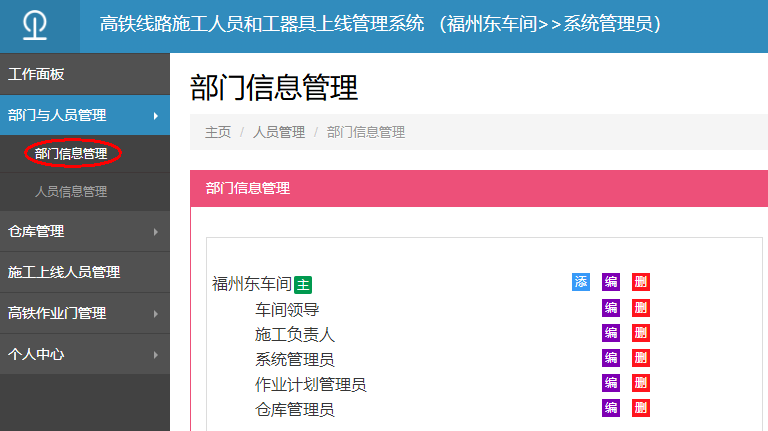 高铁线路施工人员和工器具上线管理系统 （福州东车间>>系统管理员）
工作面板
部门与人员管理
部门信息管理
人员信息管理
仓库管理
施工上线人员管理
高铁作业门管理
个人中心
部门信息管理
主页 / 人员管理 / 部门信息管理
部门信息管理
福州东车间 主 添 编 删
车间领导 编 删
施工负责人 编 删
系统管理员 编 删
作业计划管理员 编 删
仓库管理员 编 删